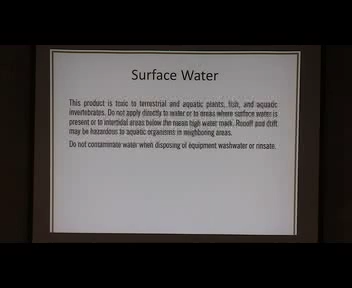 Surface Water
This product is toxic to terrestrial and aquatic plants, fish, and aquatic
invertebrates. Do not apply directly to water or to areas where surface water is
present or to intertidal areas below the mean high water mark. Runoff and drift
may be hazardous to aquatic organisms in neighboring areas.
Do not contaminate water when disposing of equipment washwater or rinsate.